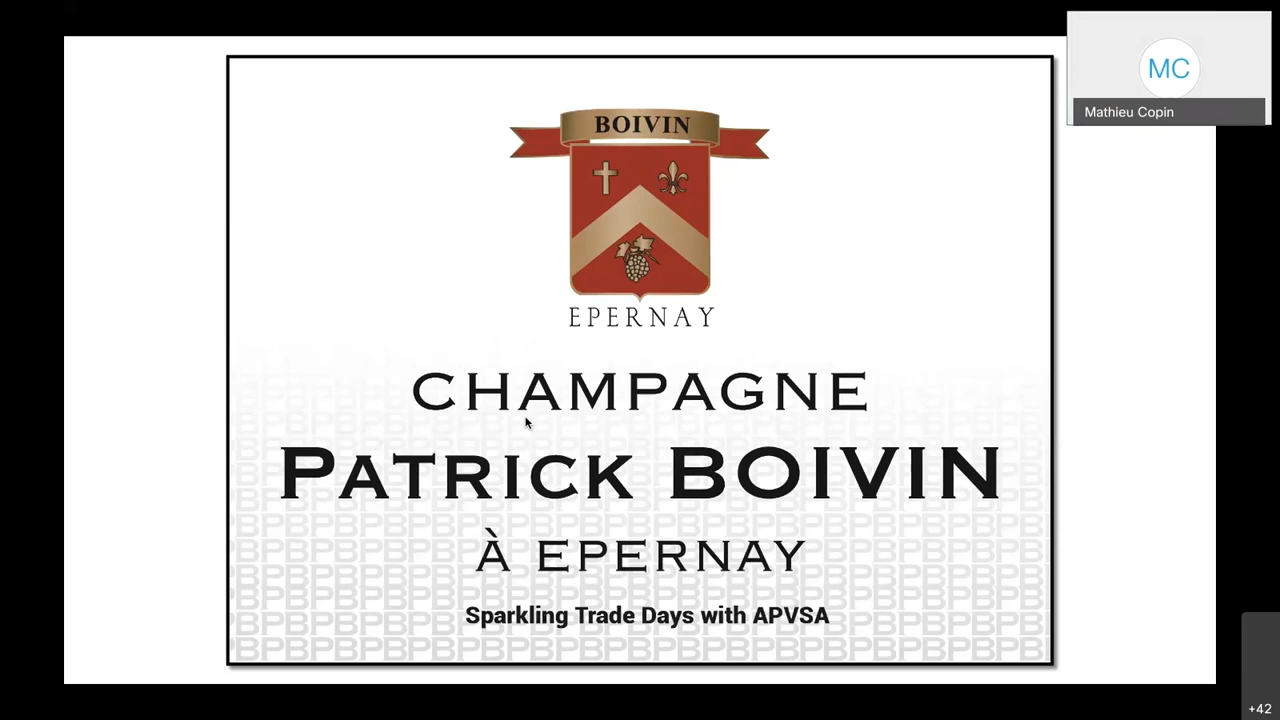 MC
Mathieu Copin
BOIVIN
EPERNAY
CHAMPAGNE
PATRICK BOIVIN
À EPERNAY
Sparkling Trade Days with APVSA
+42